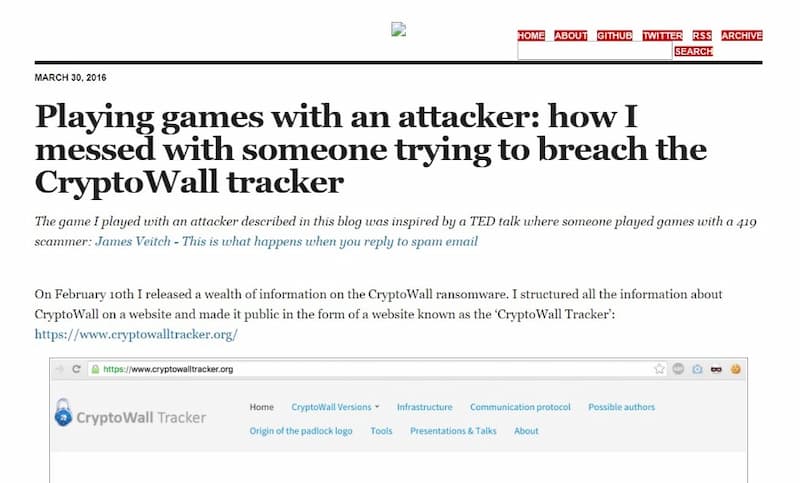 HOME ABOUT GITHUB TWITTER RSS ARCHIVE
SEARCH
MARCH 30, 2016
Playing games with an attacker: how I
messed with someone trying to breach the
CryptoWall tracker
The game I played with an attacker described in this blog was inspired by a TED talk where someone played games with a 419
scammer: James Veitch - This is what happens when you reply to spam email
On February 10th I released a wealth of information on the CryptoWall ransomware. I structured all the information about
CryptoWall on a website and made it public in the form of a website known as the ‘CryptoWall Tracker’:
https://www.cryptowalltracker.org/
https://www.cryptowalltracker.org
CryptoWall Tracker
Home CryptoWall Versions Infrastructure Communication protocol Possible authors
Origin of the padlock logo Tools Presentations & Talks About